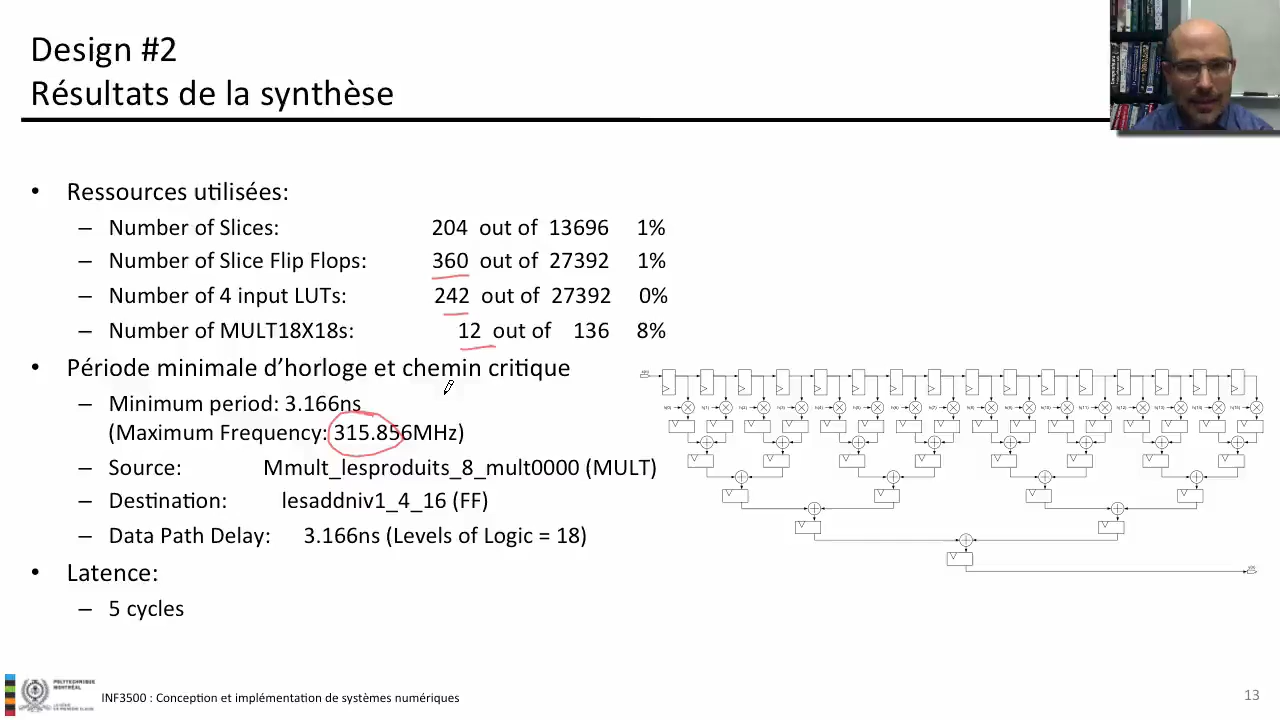 Design #2
Résultats de la synthèse
• Ressources utilisées:
– Number of Slices: 204 out of 13696 1%
– Number of Slice Flip Flops: 360 out of 27392 1%
– Number of 4 input LUTs: 242 out of 27392 0%
– Number of MULT18X18s: 12 out of 136 8%
• Période minimale d’horloge et chemin critique
– Minimum period: 3.166ns
(Maximum Frequency: 315.856MHz)
– Source: Mmult_lesproduits_8_mult0000 (MULT)
– Destination: lesaddniv1_4_16 (FF)
– Data Path Delay: 3.166ns (Levels of Logic = 18)
• Latence:
– 5 cycles
POLYTECHNIQUE
MONTRÉAL
INF3500 : Conception et implémentation de systèmes numériques
13